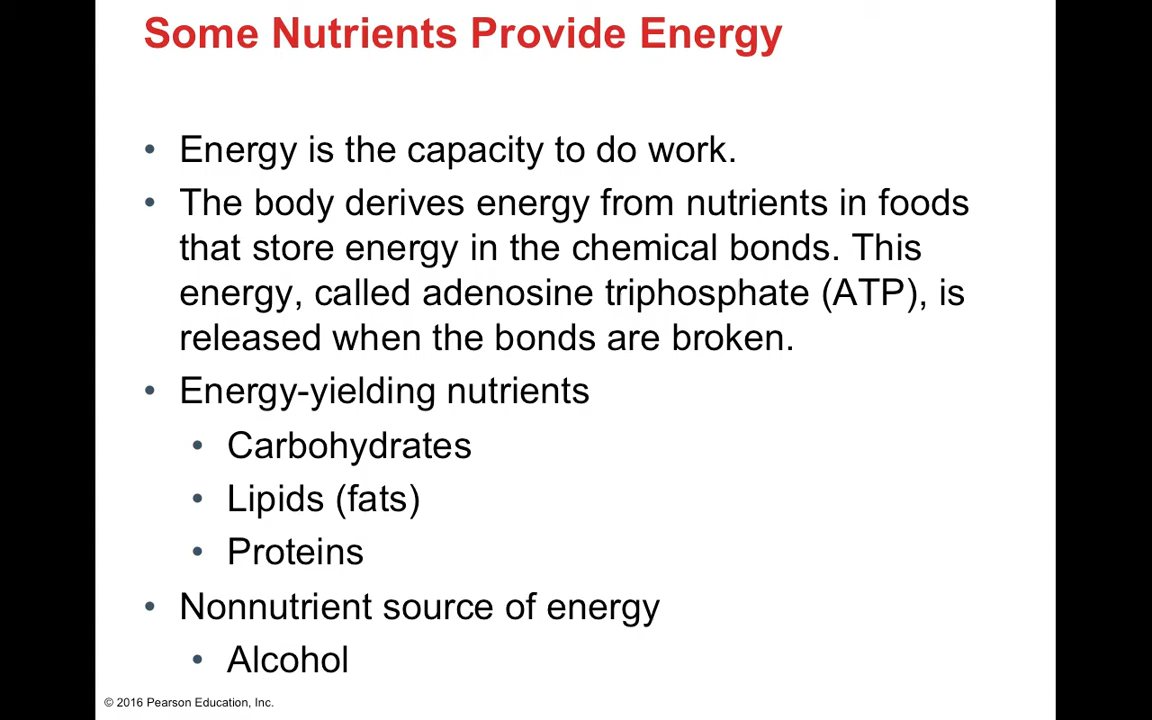 Some Nutrients Provide Energy
• Energy is the capacity to do work.
• The body derives energy from nutrients in foods
that store energy in the chemical bonds. This
energy, called adenosine triphosphate (ATP), is
released when the bonds are broken.
• Energy-yielding nutrients
• Carbohydrates
• Lipids (fats)
• Proteins
• Nonnutrient source of energy
• Alcohol
© 2016 Pearson Education, Inc.